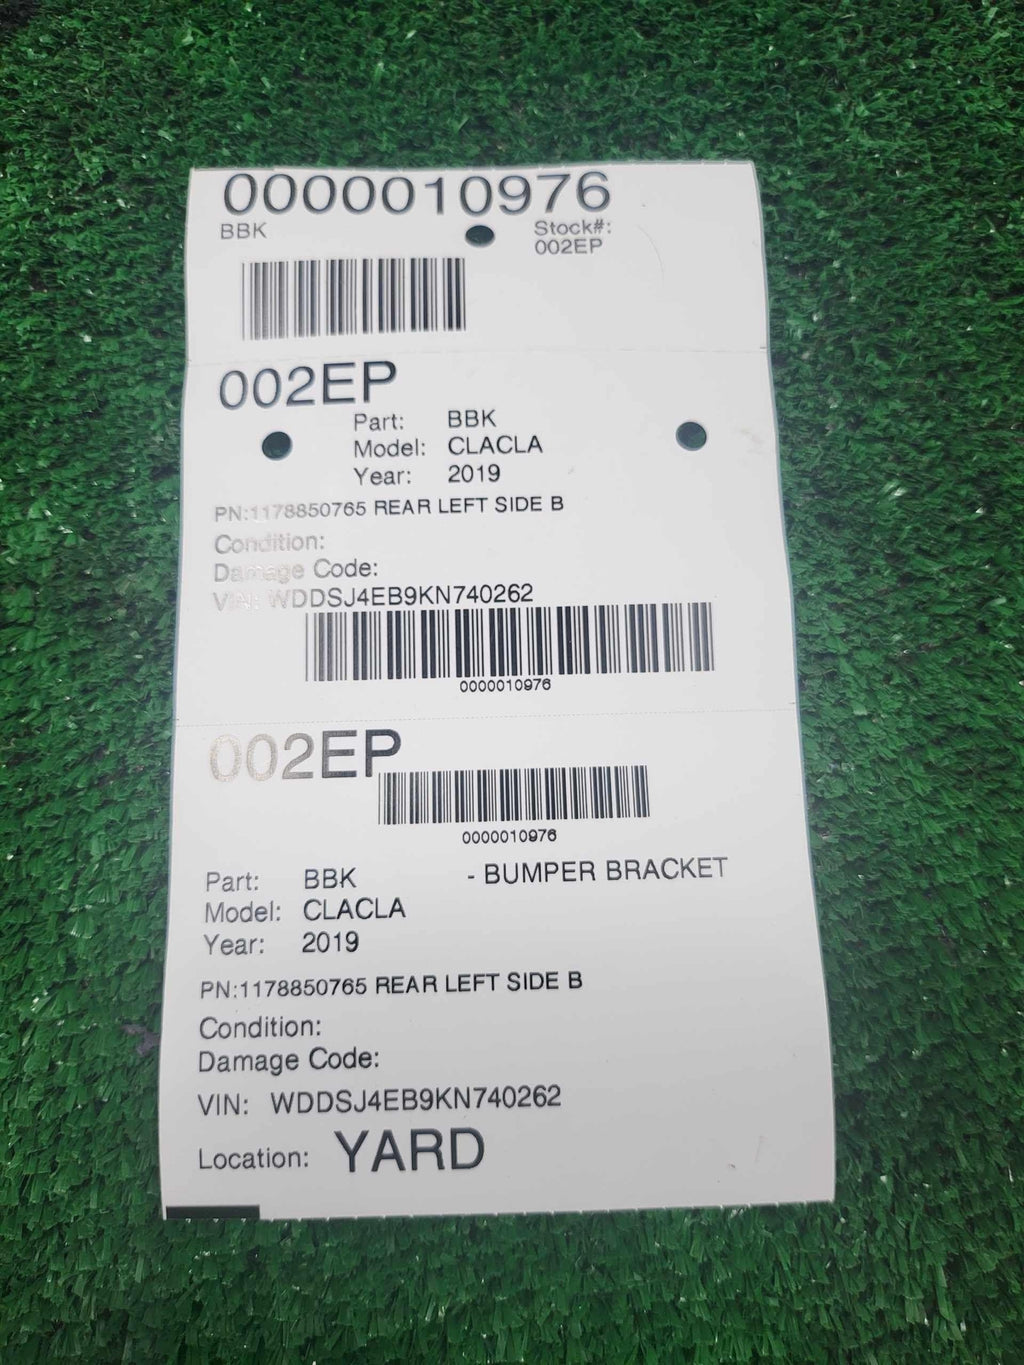 0000010976
BBK
Stock#:
002EP
002EP
Part: BBK
Model: CLACLA
Year: 2019
PN:1178850765 REAR LEFT SIDE B
Condition:
Damage Code:
VIN: WDDSJ4EB9KN740262
0000010976
002EP
0000010976
Part: BBK - BUMPER BRACKET
Model: CLACLA
Year: 2019
PN:1178850765 REAR LEFT SIDE B
Condition:
Damage Code:
VIN: WDDSJ4EB9KN740262
Location: YARD